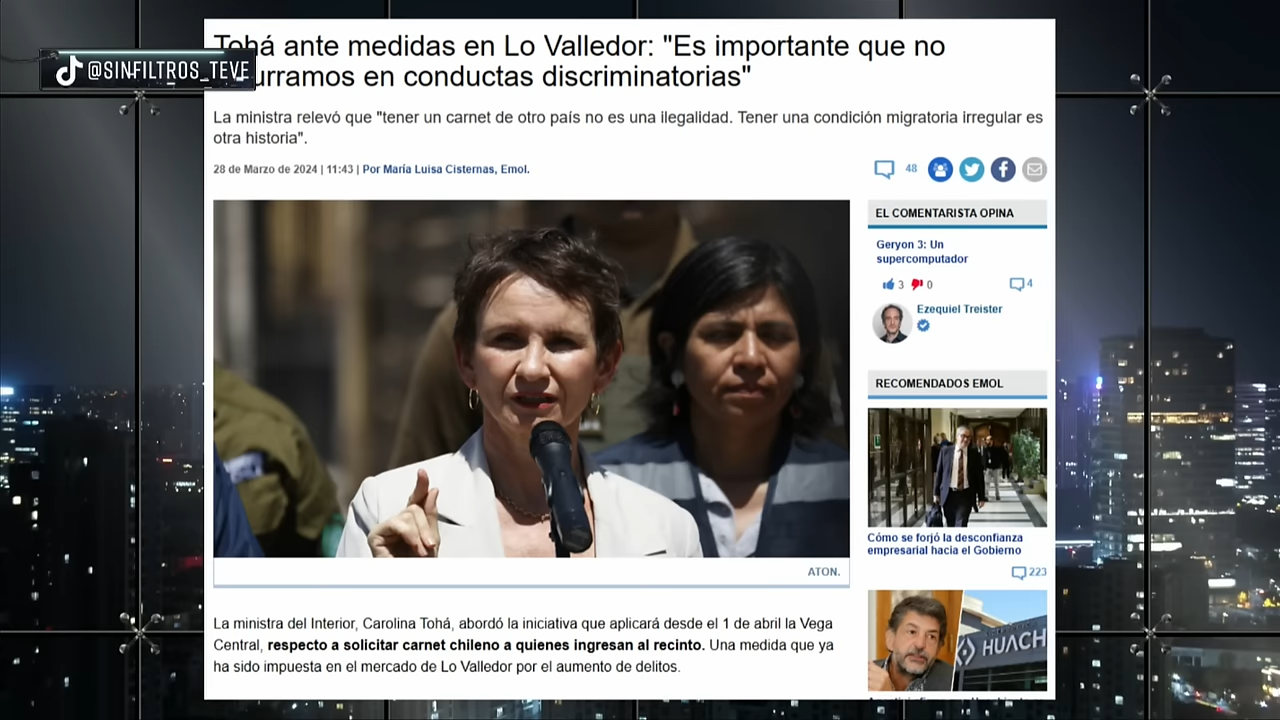 Tohá ante medidas en Lo Valledor: "Es importante que no
urramos en conductas discriminatorias"
@SINFILTROS_TEVE
La ministra relevó que "tener un carnet de otro país no es una ilegalidad. Tener una condición migratoria irregular es
otra historia".
28 de Marzo de 2024 | 11:43 | Por María Luisa Cisternas, Emol.
48
EL COMENTARISTA OPINA
Geryon 3: Un
supercomputador
3 0 4
Ezequiel Treister
RECOMENDADOS EMOL
Cómo se forjó la desconfianza
empresarial hacia el Gobierno
223
HUACH
ATON.
La ministra del Interior, Carolina Tohá, abordó la iniciativa que aplicará desde el 1 de abril la Vega
Central, respecto a solicitar carnet chileno a quienes ingresan al recinto. Una medida que ya
ha sido impuesta en el mercado de Lo Valledor por el aumento de delitos.